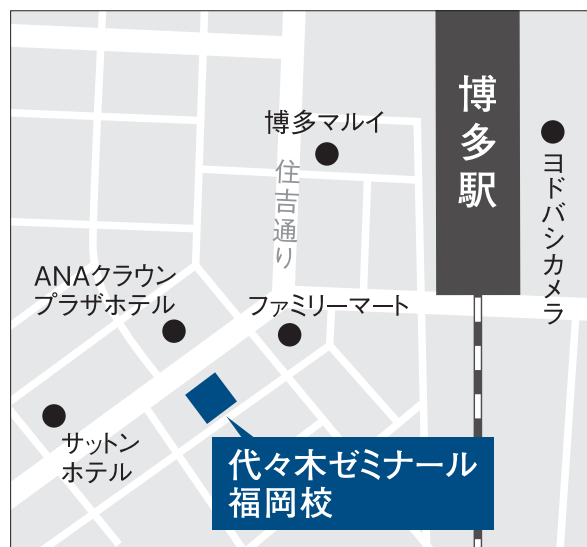 博多駅
ヨドバシカメラ
博多マルイ
住吉通り
ANAクラウン
プラザホテル
ファミリーマート
サットン
ホテル
代々木ゼミナール
福岡校